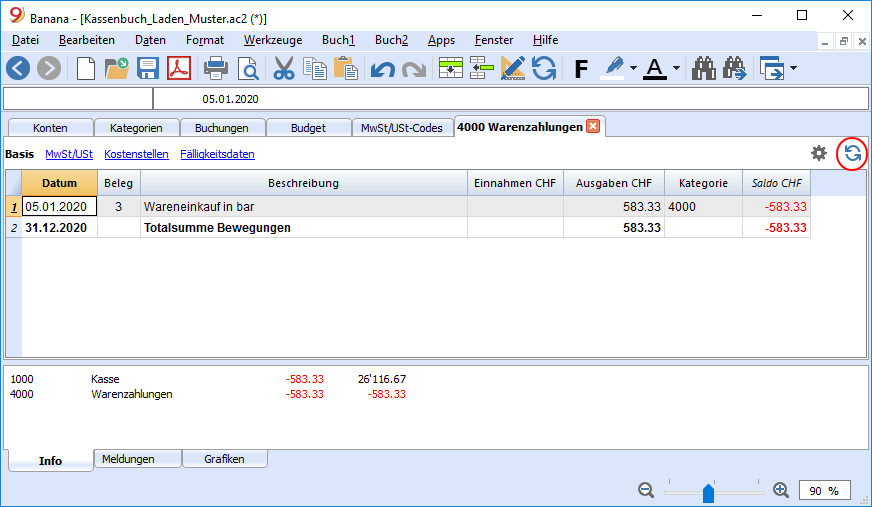 Banana - [Kassenbuch_Laden_Muster.ac2 (*)]
Datei Bearbeiten Daten Format Werkzeuge Buch1 Buch2 Apps Fenster Hilfe
F A
05.01.2020
Konten Kategorien Buchungen Budget MwSt/USt-Codes 4000 Warenzahlungen
Basis MwSt/USt Kostenstellen Fälligkeitsdaten
Datum Beleg Beschreibung Einnahmen CHF Ausgaben CHF Kategorie Saldo CHF
1 05.01.2020 3 Wareneinkauf in bar 583.33 4000 -583.33
2 31.12.2020 Totalsumme Bewegungen 583.33 -583.33
1000 Kasse -583.33 26'116.67
4000 Warenzahlungen -583.33 -583.33
Info Meldungen Grafiken
90 %